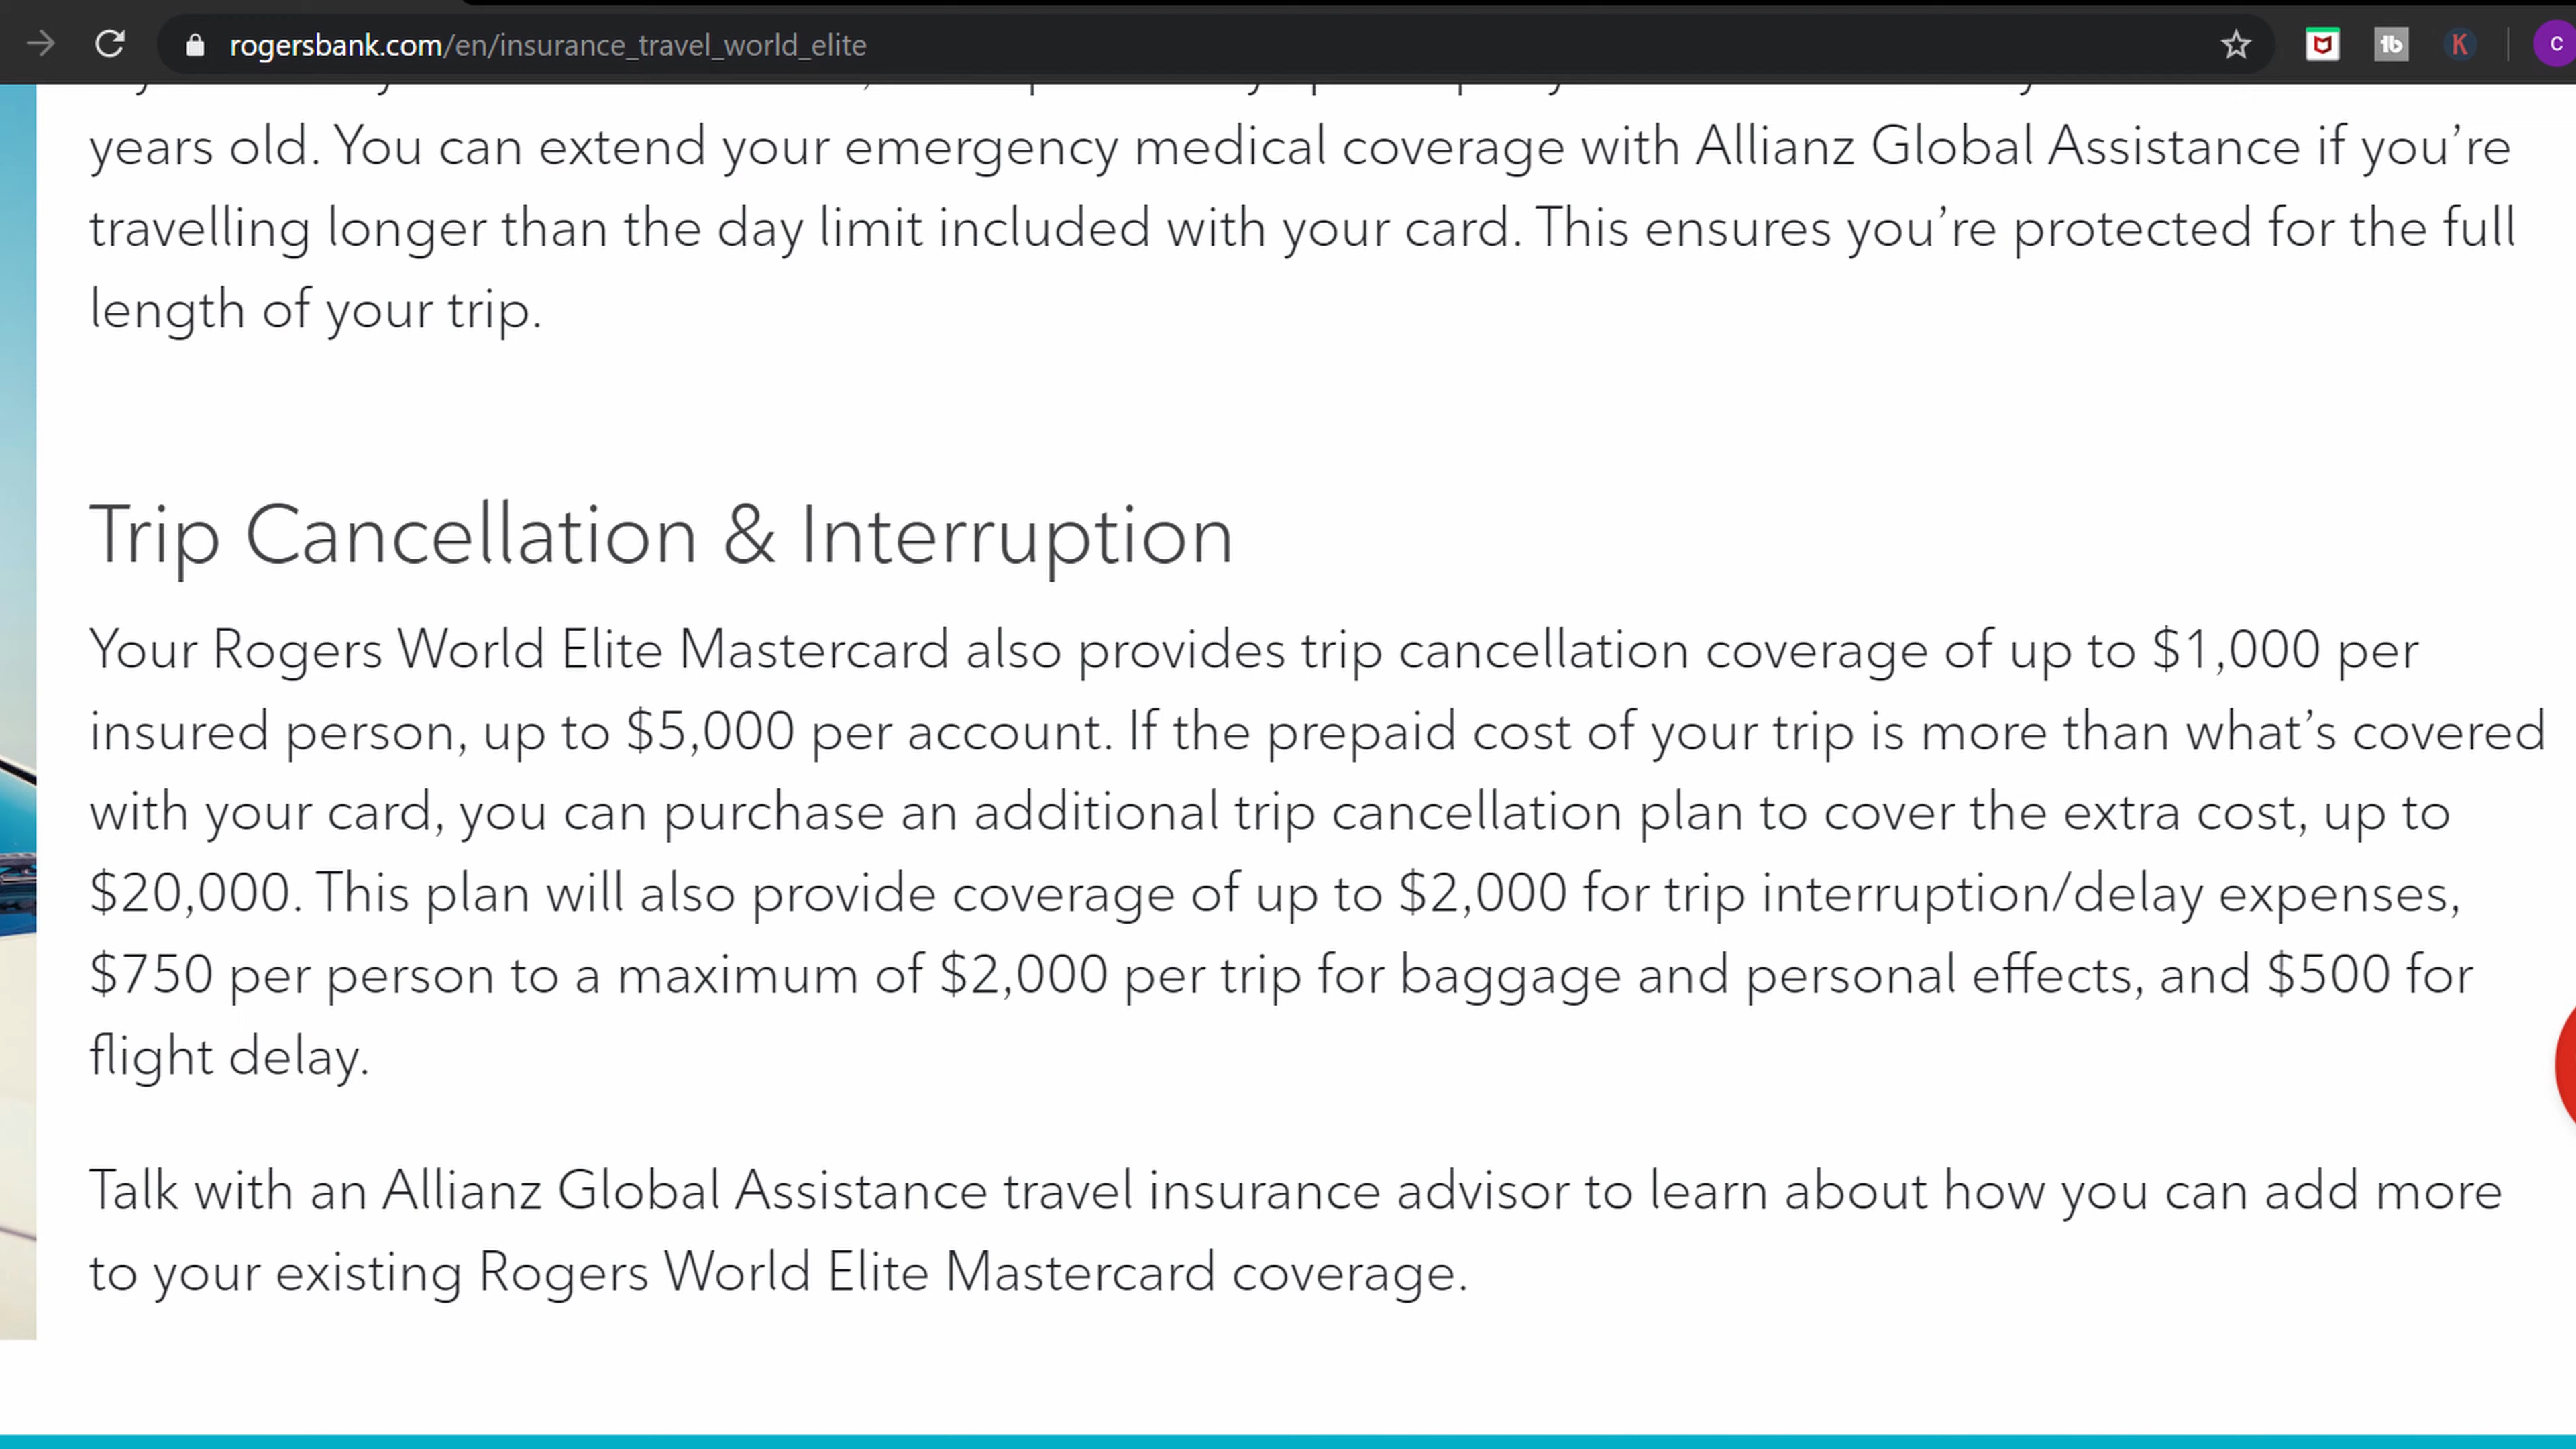 rogersbank.com/en/insurance_travel_world_elite
years old. You can extend your emergency medical coverage with Allianz Global Assistance if you’re
travelling longer than the day limit included with your card. This ensures you’re protected for the full
length of your trip.
Trip Cancellation & Interruption
Your Rogers World Elite Mastercard also provides trip cancellation coverage of up to $1,000 per
insured person, up to $5,000 per account. If the prepaid cost of your trip is more than what’s covered
with your card, you can purchase an additional trip cancellation plan to cover the extra cost, up to
$20,000. This plan will also provide coverage of up to $2,000 for trip interruption/delay expenses,
$750 per person to a maximum of $2,000 per trip for baggage and personal effects, and $500 for
flight delay.
Talk with an Allianz Global Assistance travel insurance advisor to learn about how you can add more
to your existing Rogers World Elite Mastercard coverage.